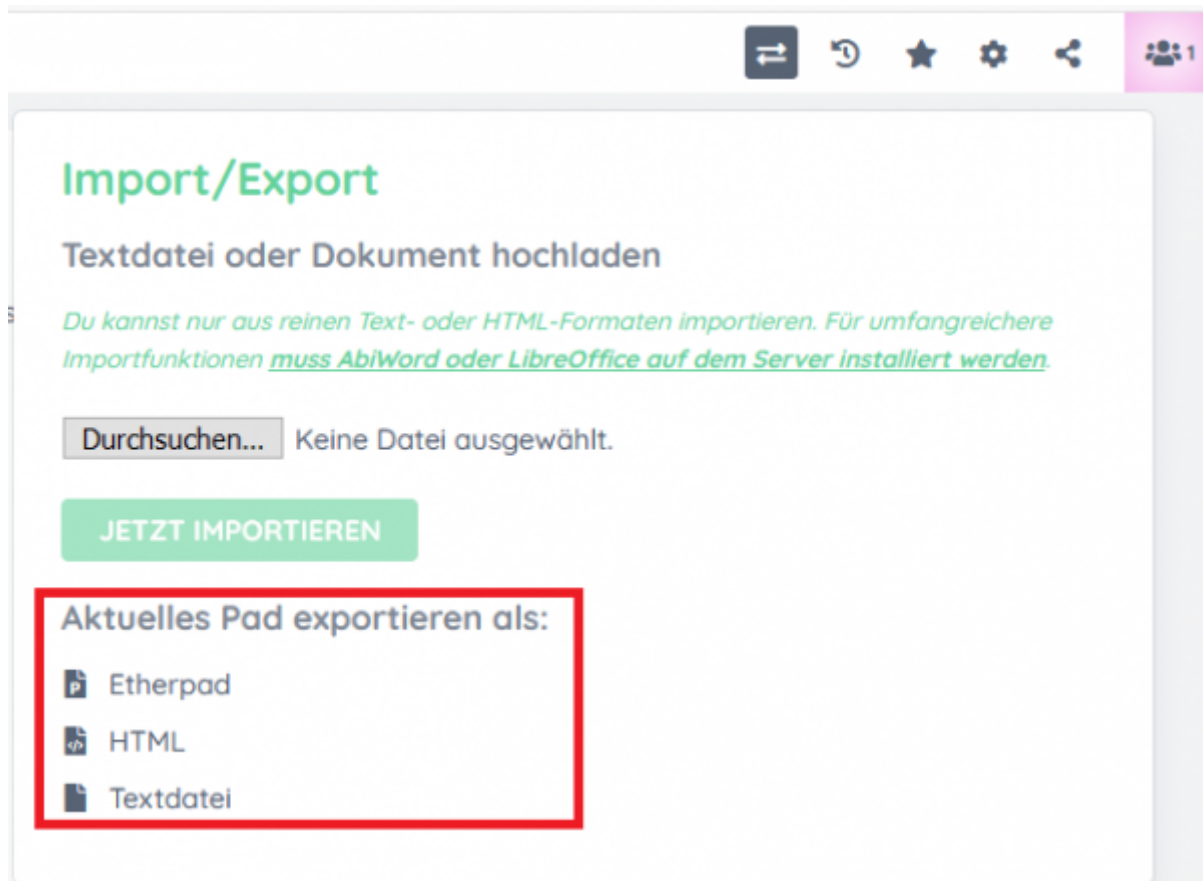 1
Import/Export
Textdatei oder Dokument hochladen
s
Du kannst nur aus reinen Text- oder HTML-Formaten importieren. Für umfangreichere
Importfunktionen muss AbiWord oder LibreOffice auf dem Server installiert werden.
Durchsuchen... Keine Datei ausgewählt.
JETZT IMPORTIEREN
Aktuelles Pad exportieren als:
Etherpad
HTML
Textdatei